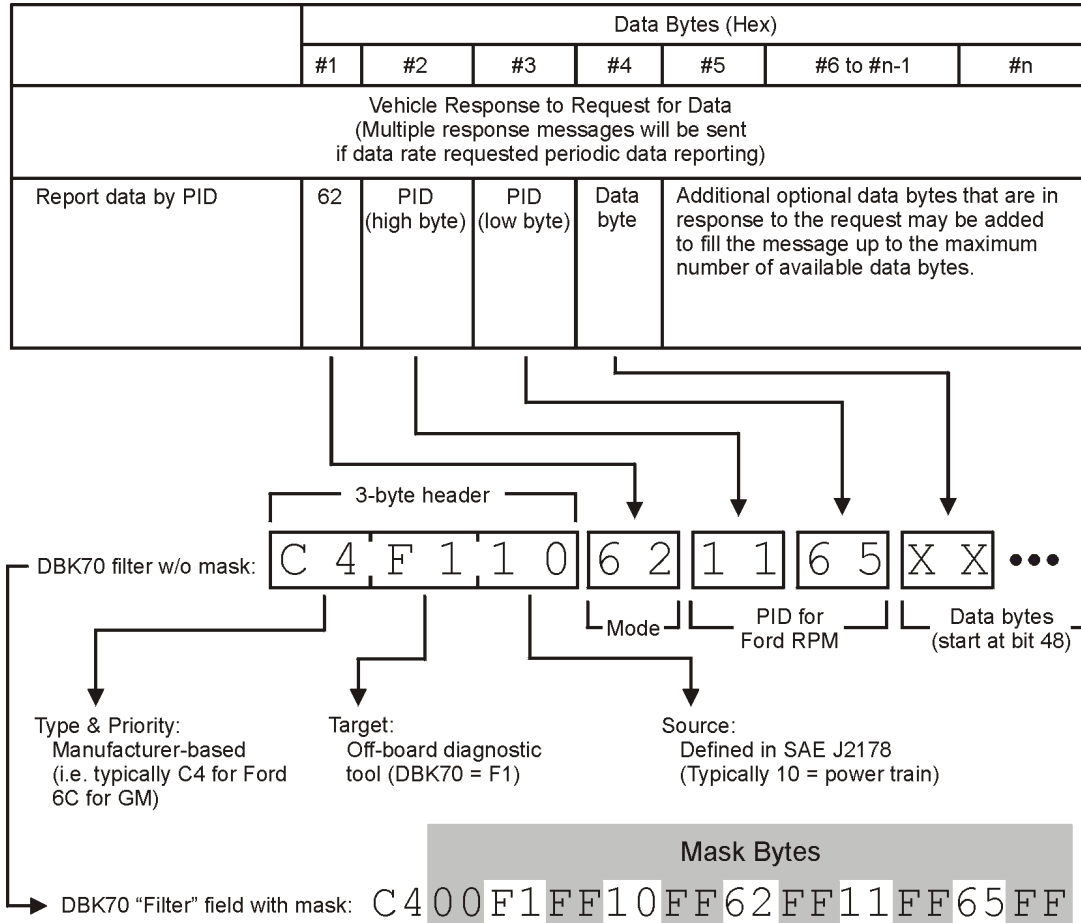 Data Bytes (Hex)
#1 #2 #3 #4 #5 #6 to #n-1 #n
Vehicle Response to Request for Data
(Multiple response messages will be sent
if data rate requested periodic data reporting)
Report data by PID
62
PID
(high byte)
PID
(low byte)
Data
byte
Additional optional data bytes that are in
response to the request may be added
to fill the message up to the maximum
number of available data bytes.
3-byte header
DBK70 filter w/o mask: C 4 F 1 1 0 6 2 1 1 6 5 X X •••
Mode
PID for
Ford RPM
Data bytes
(start at bit 48)
Type & Priority:
Manufacturer-based
(i.e. typically C4 for Ford
6C for GM)
Target:
Off-board diagnostic
tool (DBK70 = F1)
Source:
Defined in SAE J2178
(Typically 10 = power train)
Mask Bytes
DBK70 “Filter” field with mask: C400F1FF10FF62FF11FF65FF